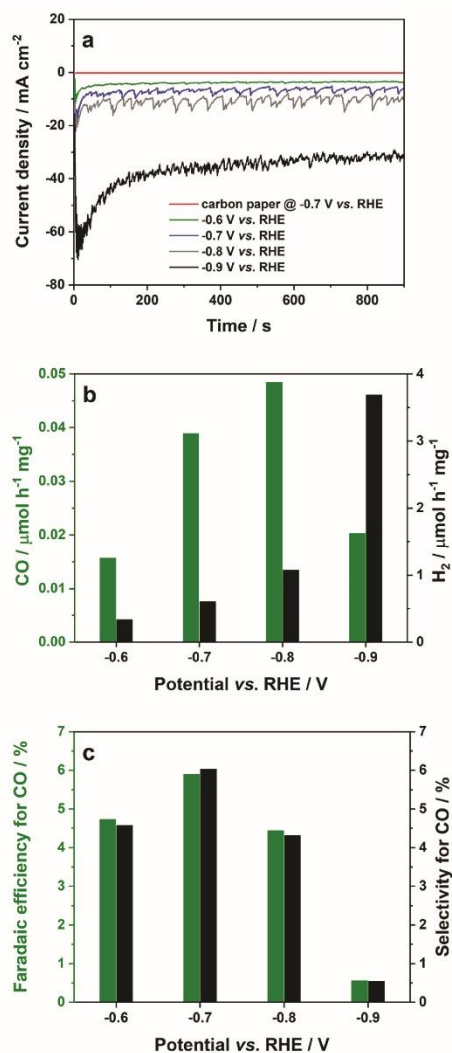 a
20
0
-20
-40
-60
-80
Current density / mA cm⁻²
carbon paper @ -0.7 V vs. RHE
-0.6 V vs. RHE
-0.7 V vs. RHE
-0.8 V vs. RHE
-0.9 V vs. RHE
0 200 400 600 800
Time / s
b
0.05
0.04
0.03
0.02
0.01
0.00
CO / μmol h⁻¹ mg⁻¹
4
3
2
1
0
H₂ / μmol h⁻¹ mg⁻¹
-0.6 -0.7 -0.8 -0.9
Potential vs. RHE / V
c
7
6
5
4
3
2
1
0
Faradaic efficiency for CO / %
7
6
5
4
3
2
1
0
Selectivity for CO / %
-0.6 -0.7 -0.8 -0.9
Potential vs. RHE / V